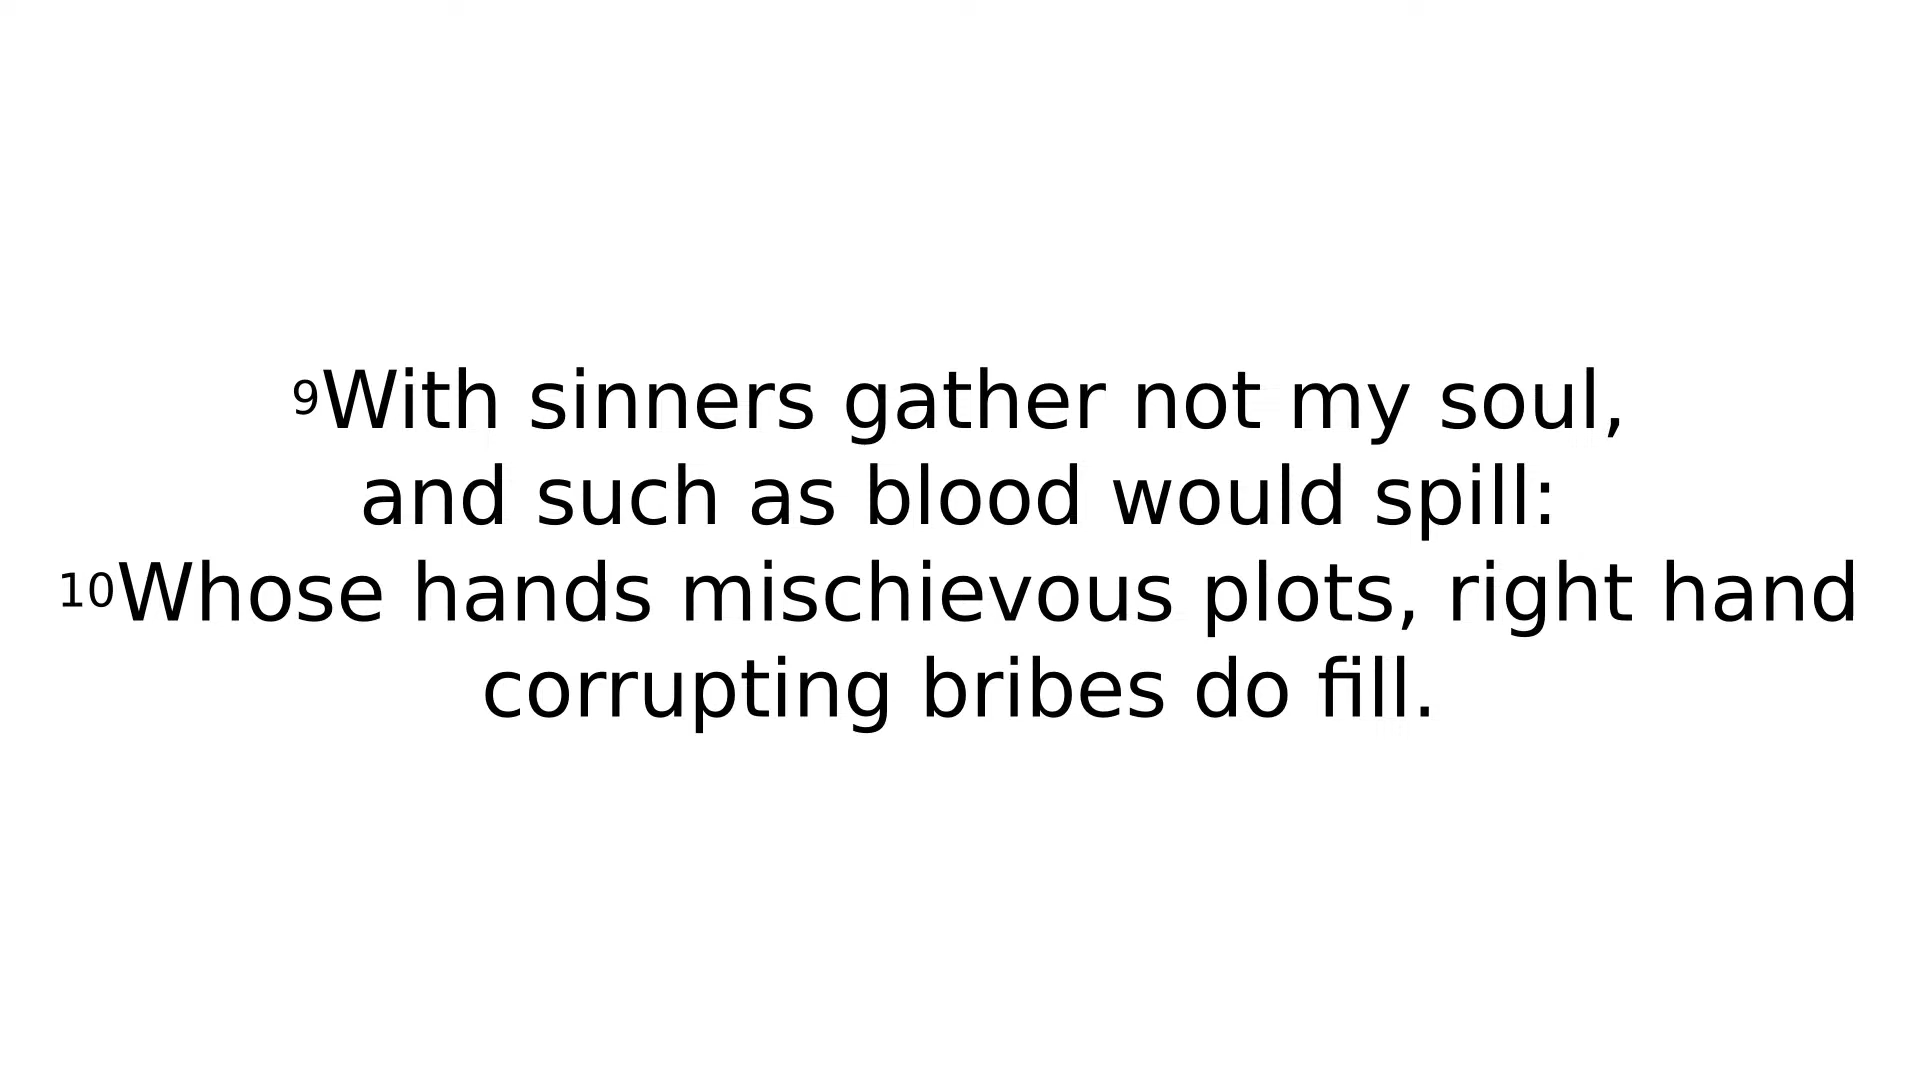 9With sinners gather not my soul,
and such as blood would spill:
10Whose hands mischievous plots, right hand
corrupting bribes do fill.